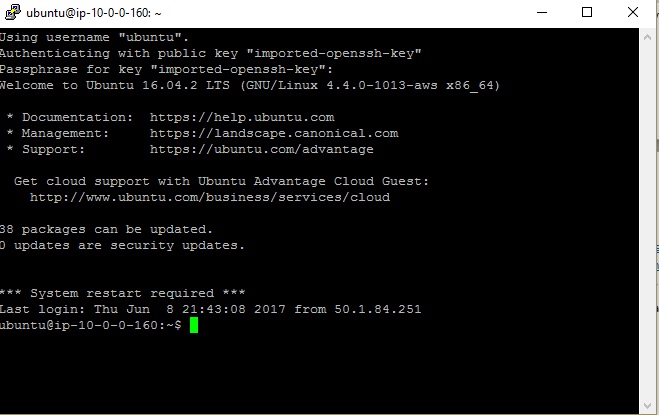 ubuntu@ip-10-0-0-160: ~
Using username "ubuntu".
Authenticating with public key "imported-openssh-key"
Passphrase for key "imported-openssh-key":
Welcome to Ubuntu 16.04.2 LTS (GNU/Linux 4.4.0-1013-aws x86_64)
* Documentation:  https://help.ubuntu.com
* Management:     https://landscape.canonical.com
* Support:        https://ubuntu.com/advantage
Get cloud support with Ubuntu Advantage Cloud Guest:
http://www.ubuntu.com/business/services/cloud
38 packages can be updated.
0 updates are security updates.
*** System restart required ***
Last login: Thu Jun  8 21:43:08 2017 from 50.1.84.251
ubuntu@ip-10-0-0-160:~$